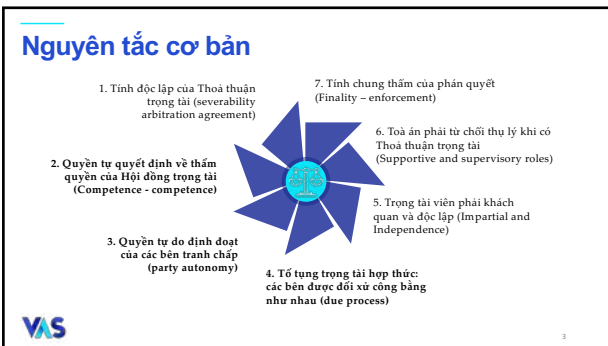 Nguyên tắc cơ bản
1. Tính độc lập của Thoả thuận
trọng tài (severability
arbitration agreement)
2. Quyền tự quyết định về thẩm
quyền của Hội đồng trọng tài
(Competence - competence)
3. Quyền tự do định đoạt
của các bên tranh chấp
(party autonomy)
4. Tố tụng trọng tài hợp thức:
các bên được đối xử công bằng
như nhau (due process)
5. Trọng tài viên phải khách
quan và độc lập (Impartial and
Independence)
6. Toà án phải từ chối thụ lý khi có
Thoả thuận trọng tài
(Supportive and supervisory roles)
7. Tính chung thẩm của phán quyết
(Finality – enforcement)
VAS
3